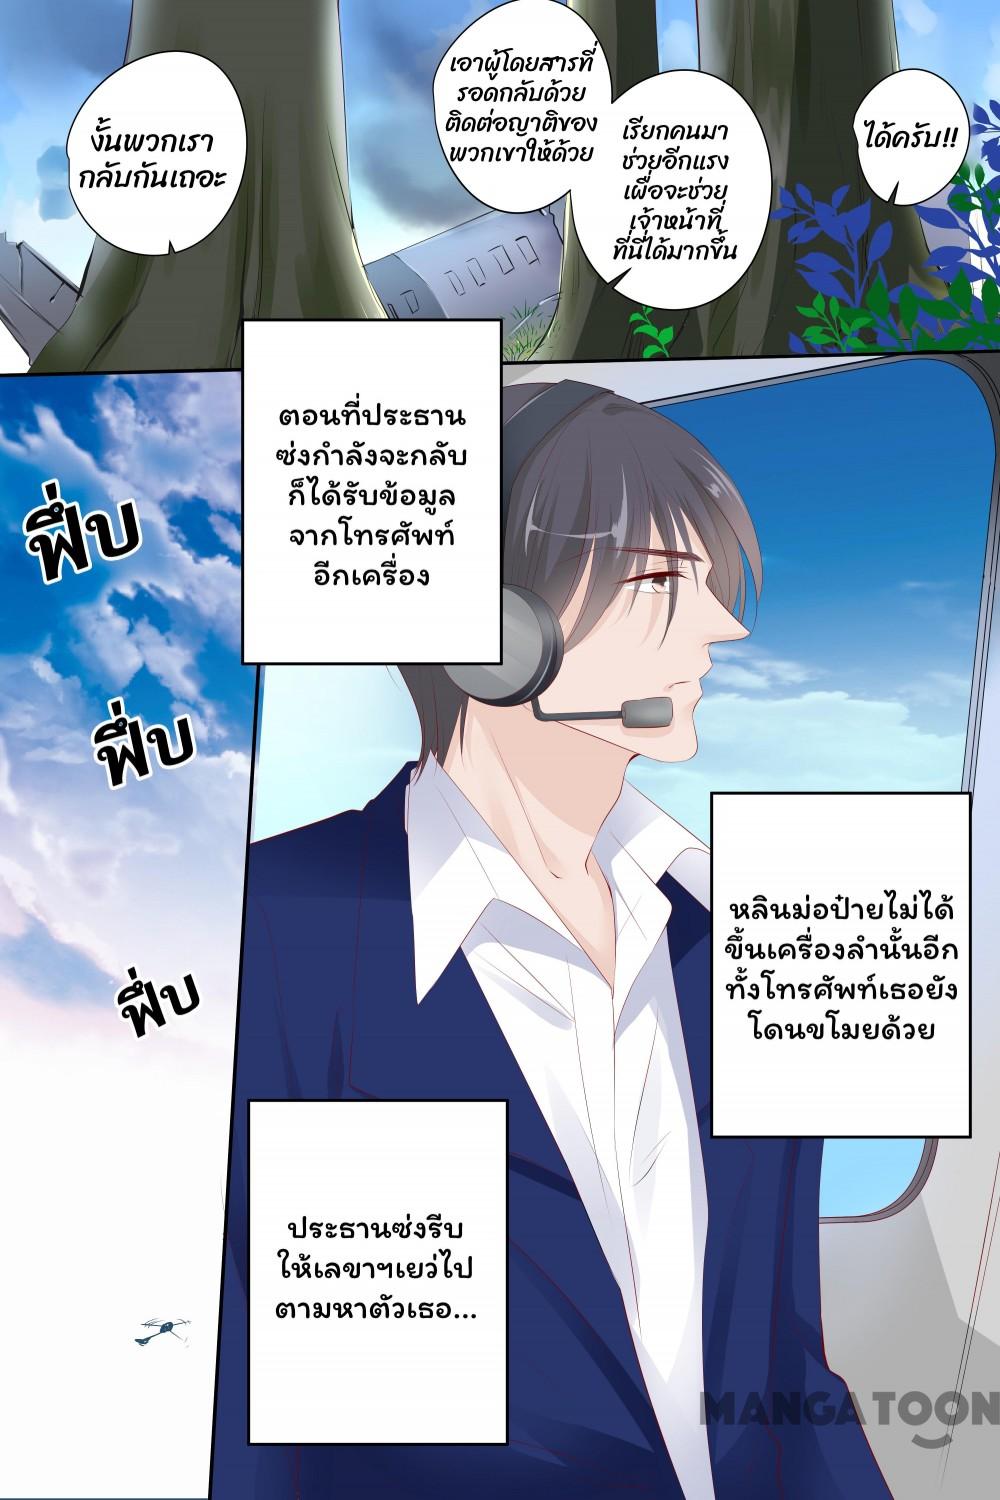 งั้นพวกเรา
กลับกันเถอะ
เอาผู้โดยสารที่
รอดกลับด้วย
ติดต่อญาติของ
พวกเขาให้ด้วย
เรียกคนมา
ช่วยอีกแรง
เผื่อจะช่วย
เจ้าหน้าที่
ที่นี่ได้มากขึ้น
ได้ครับ!!
ตอนที่ประธาน
ซ่งกำลังจะกลับ
ก็ได้รับข้อมูล
จากโทรศัพท์
อีกเครื่อง
ฟึ่บ
ฟึ่บ
ฟึ่บ
หลินม่อป๋ายไม่ได้
ขึ้นเครื่องลำนั้นอีก
ทั้งโทรศัพท์เธอยัง
โดนขโมยด้วย
ประธานซ่งรีบ
ให้เลขาฯเยว่ไป
ตามหาตัวเธอ...
MANGATOON